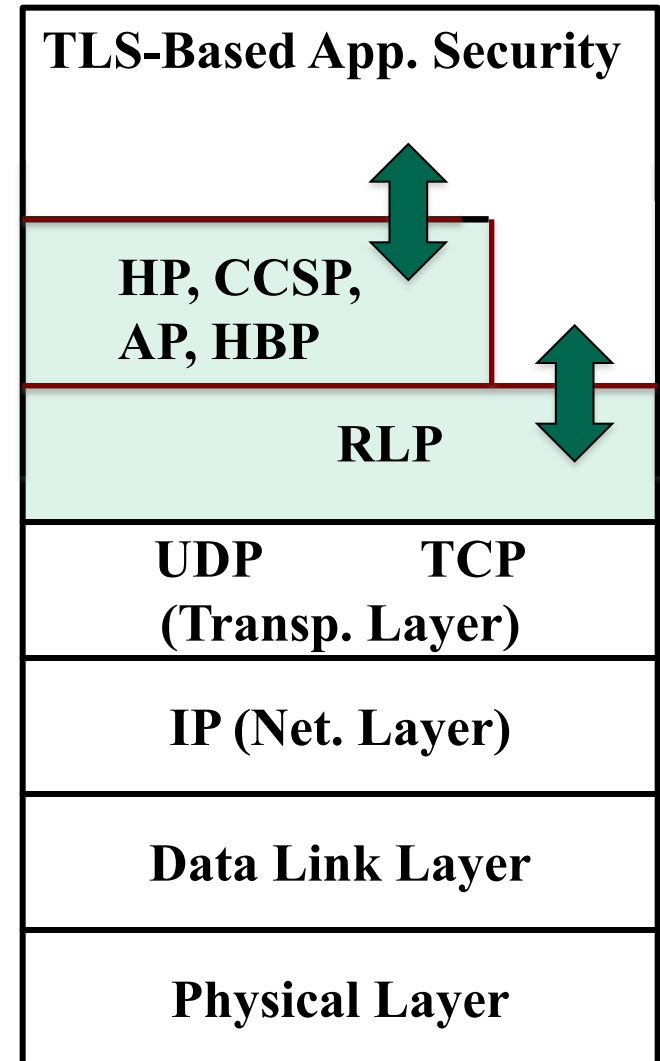 TLS-Based App. Security
HP, CCSP,
AP, HBP
RLP
UDP TCP
(Transp. Layer)
IP (Net. Layer)
Data Link Layer
Physical Layer